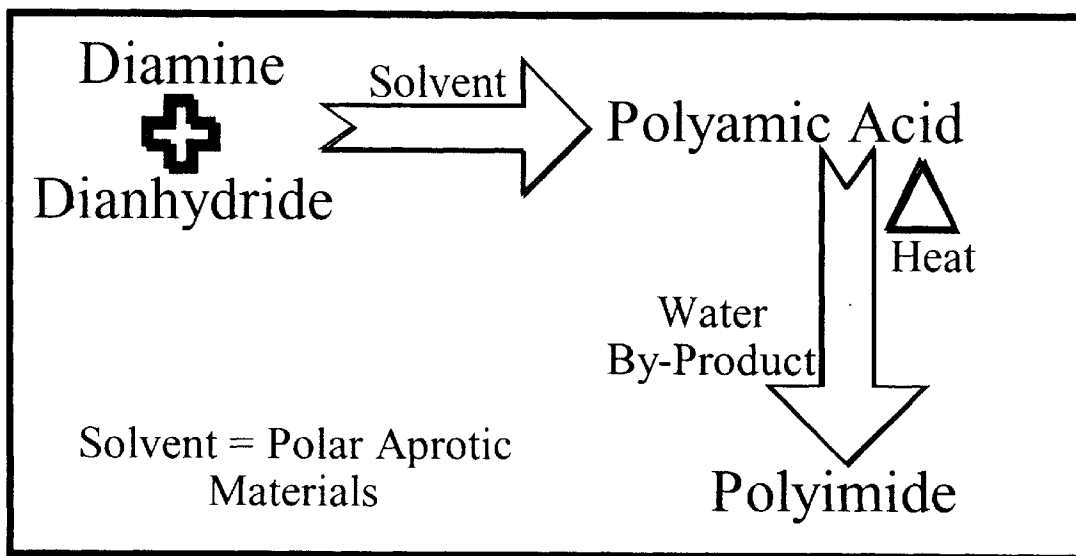 Diamine
Dianhydride
Solvent
Polyamic Acid
Heat
Water
By-Product
Polyimide
Solvent = Polar Aprotic
Materials